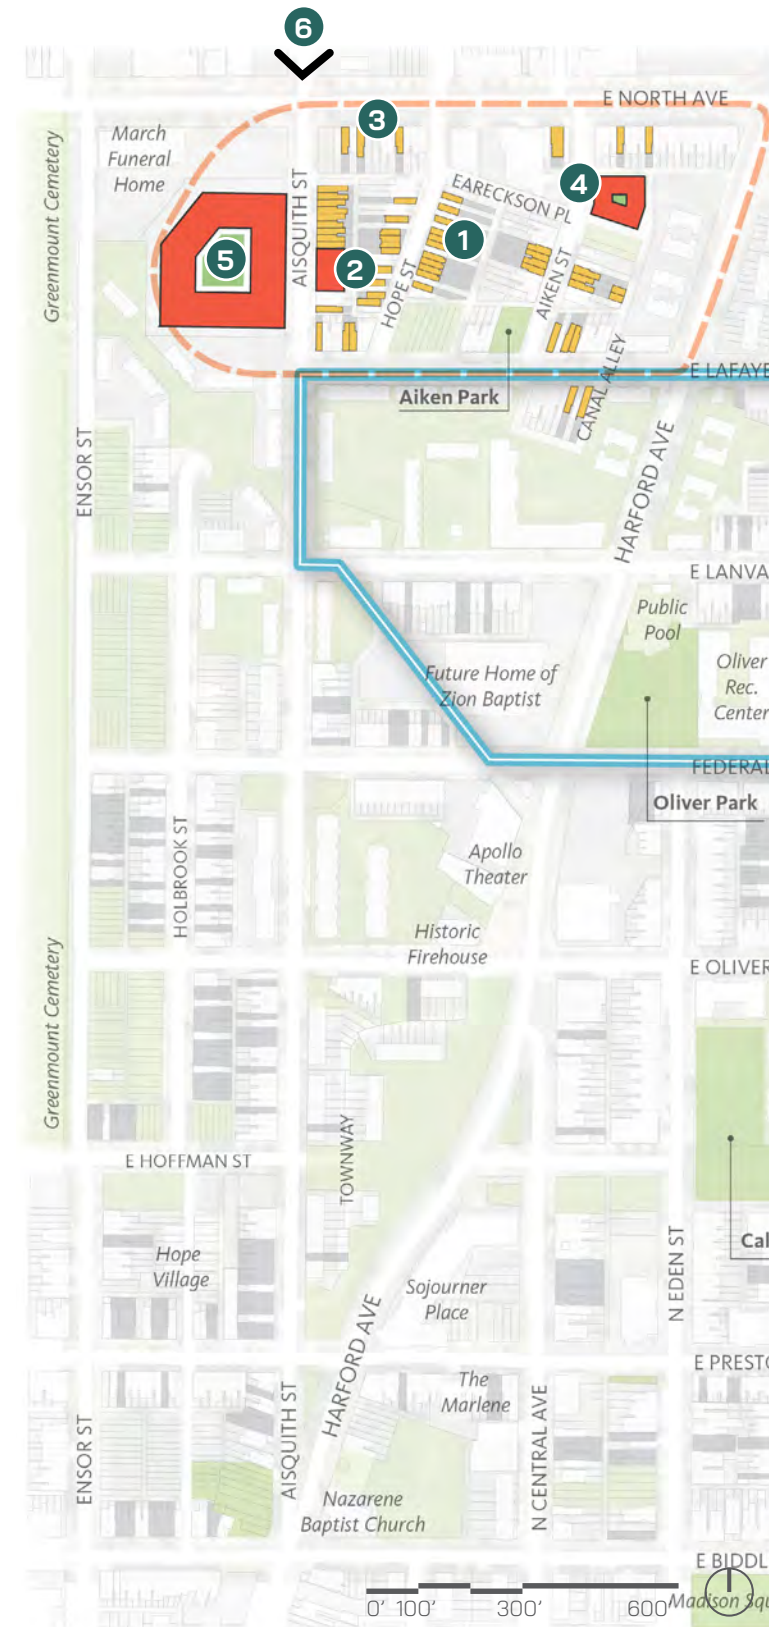 6
E NORTH AVE
3
March
Funeral
Home
Greenmount Cemetery
AISQUITH ST
EARECKSON PL
4
1
5
2
HOPE ST
AIKEN ST
CANAL ALLEY
E LAFAYE
Aiken Park
ENSOR ST
HARFORD AVE
E LANVA
Public
Pool
Oliver
Rec.
Center
Future Home of
Zion Baptist
FEDERAL
Oliver Park
HOLBROOK ST
Apollo
Theater
Historic
Firehouse
E OLIVER
Greenmount Cemetery
TOWNWAY
E HOFFMAN ST
Cal
Hope
Village
N EDEN ST
Sojourner
Place
HARFORD AVE
E PRESTO
The
Marlene
ENSOR ST
AISQUITH ST
N CENTRAL AVE
Nazarene
Baptist Church
E BIDDL
0' 100' 300' 600'
Madison Squ